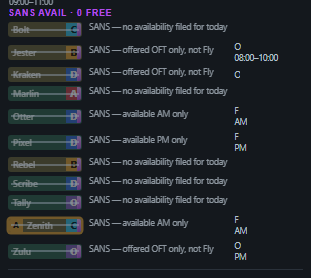 09:00–11:00
SANS AVAIL · 0 FREE
Bolt C SANS — no availability filed for today
Jester B SANS — offered OFT only, not Fly O
08:00–10:00
Kraken D SANS — offered OFT only, not Fly O
Marlin A SANS — no availability filed for today
Otter D SANS — available AM only F
AM
Pixel D SANS — available PM only F
PM
Rebel B SANS — no availability filed for today
Scribe D SANS — no availability filed for today
Tally O SANS — no availability filed for today
Zenith C SANS — available AM only F
AM
Zulu O SANS — offered OFT only, not Fly O
PM